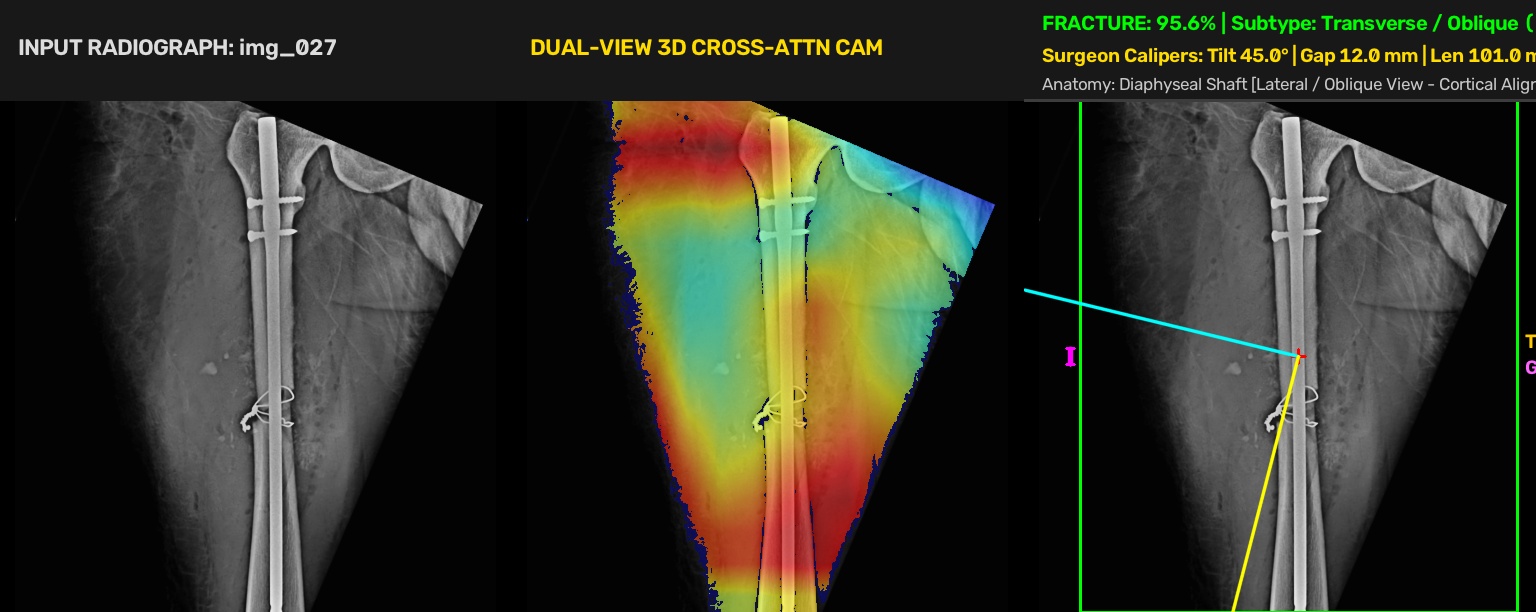 INPUT RADIOGRAPH: img_027
DUAL-VIEW 3D CROSS-ATTN CAM
FRACTURE: 95.6% | Subtype: Transverse / Oblique (
Surgeon Calipers: Tilt 45.0° | Gap 12.0 mm | Len 101.0 m
Anatomy: Diaphyseal Shaft [Lateral / Oblique View - Cortical Align
T
G